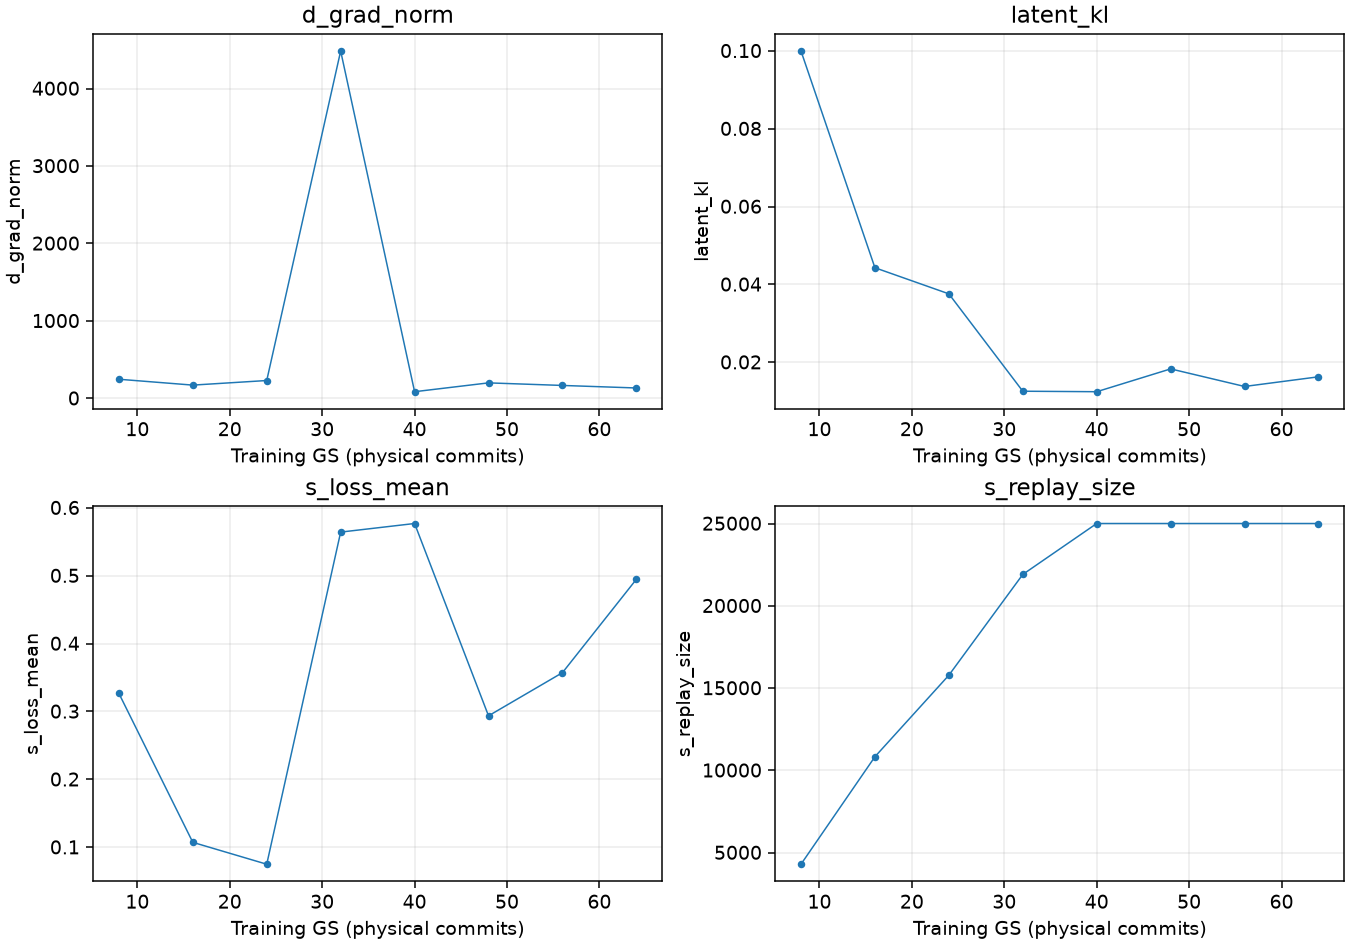 d_grad_norm
d_grad_norm
4000
3000
2000
1000
0
10 20 30 40 50 60
Training GS (physical commits)
latent_kl
latent_kl
0.10
0.08
0.06
0.04
0.02
10 20 30 40 50 60
Training GS (physical commits)
s_loss_mean
s_loss_mean
0.6
0.5
0.4
0.3
0.2
0.1
10 20 30 40 50 60
Training GS (physical commits)
s_replay_size
s_replay_size
25000
20000
15000
10000
5000
10 20 30 40 50 60
Training GS (physical commits)